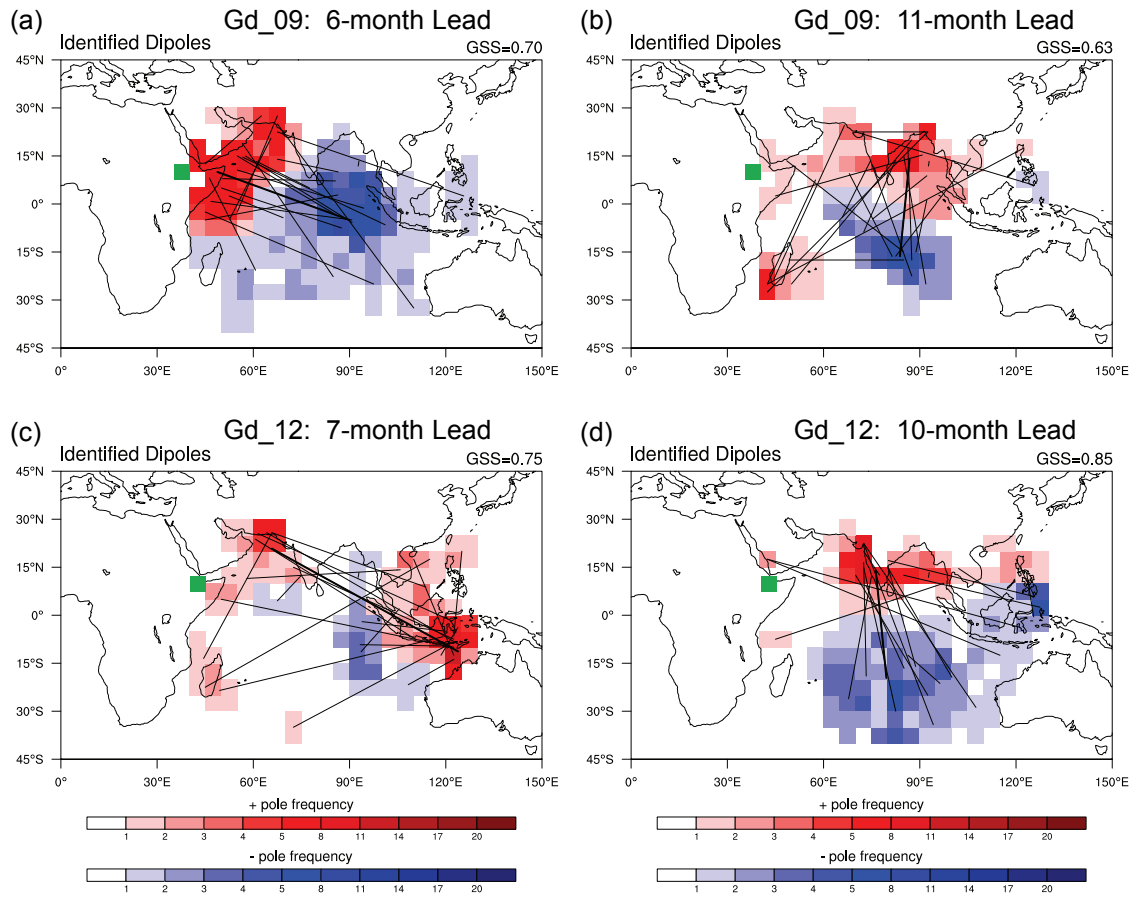 (a) Gd_09: 6-month Lead
Identified Dipoles GSS=0.70
45°N
30°N
15°N
0°
15°S
30°S
45°S
0° 30°E 60°E 90°E 120°E 150°E
(b) Gd_09: 11-month Lead
Identified Dipoles GSS=0.63
45°N
30°N
15°N
0°
15°S
30°S
45°S
0° 30°E 60°E 90°E 120°E 150°E
(c) Gd_12: 7-month Lead
Identified Dipoles GSS=0.75
45°N
30°N
15°N
0°
15°S
30°S
45°S
0° 30°E 60°E 90°E 120°E 150°E
+ pole frequency
1 2 3 4 5 8 11 14 17 20
- pole frequency
1 2 3 4 5 8 11 14 17 20
(d) Gd_12: 10-month Lead
Identified Dipoles GSS=0.85
45°N
30°N
15°N
0°
15°S
30°S
45°S
0° 30°E 60°E 90°E 120°E 150°E
+ pole frequency
1 2 3 4 5 8 11 14 17 20
- pole frequency
1 2 3 4 5 8 11 14 17 20